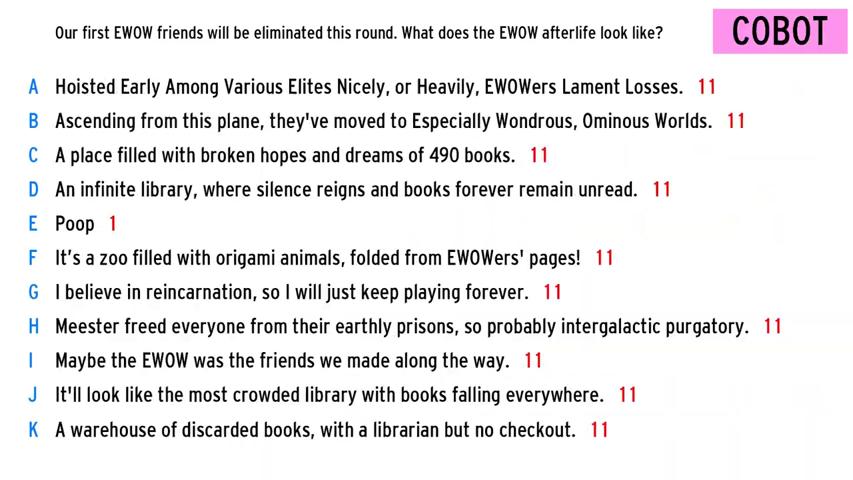 Our first EWOW friends will be eliminated this round. What does the EWOW afterlife look like?
COBOT
A Hoisted Early Among Various Elites Nicely, or Heavily, EWOWers Lament Losses. 11
B Ascending from this plane, they've moved to Especially Wondrous, Ominous Worlds. 11
C A place filled with broken hopes and dreams of 490 books. 11
D An infinite library, where silence reigns and books forever remain unread. 11
E Poop 1
F It’s a zoo filled with origami animals, folded from EWOWers' pages! 11
G I believe in reincarnation, so I will just keep playing forever. 11
H Meester freed everyone from their earthly prisons, so probably intergalactic purgatory. 11
I Maybe the EWOW was the friends we made along the way. 11
J It'll look like the most crowded library with books falling everywhere. 11
K A warehouse of discarded books, with a librarian but no checkout. 11